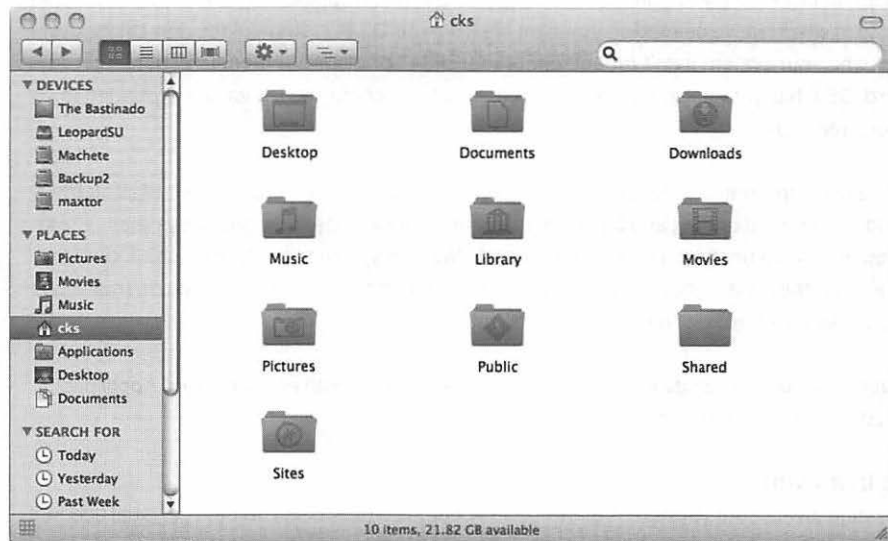 cks
DEVICES
The Bastinado
LeopardSU
Machete
Backup2
maxtor
PLACES
Pictures
Movies
Music
cks
Applications
Desktop
Documents
SEARCH FOR
Today
Yesterday
Past Week
Desktop
Documents
Downloads
Music
Library
Movies
Pictures
Public
Shared
Sites
10 items, 21.82 GB available